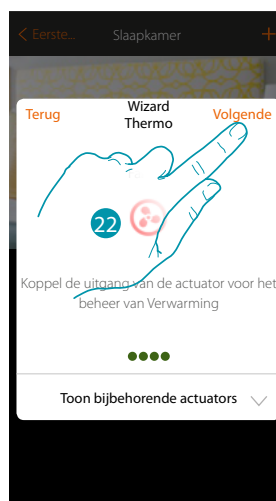 < Eerste... Slaapkamer +
Terug Wizard Thermo Volgende
22
Koppel de uitgang van de actuator voor het
beheer van Verwarming
Toon bijbehorende actuators